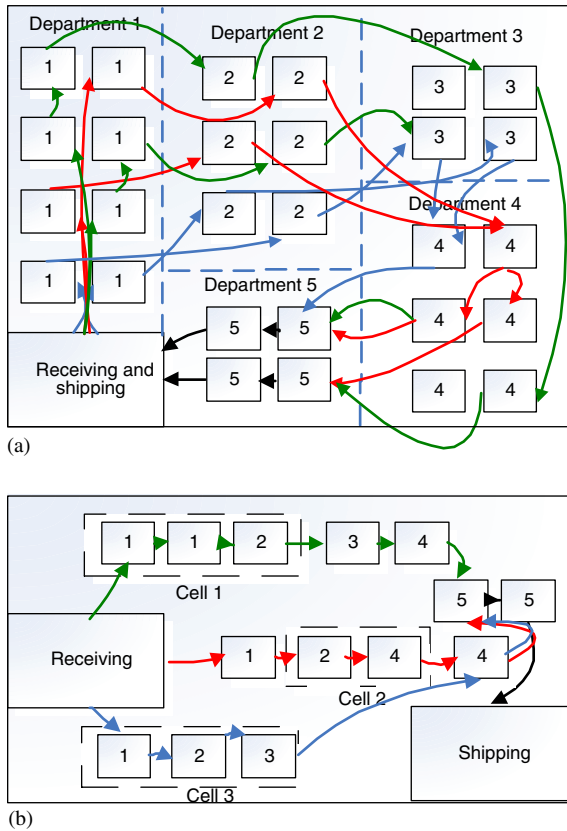 Department 1
Department 2
Department 3
1 1 2 2 3 3
1 1 2 2 3 3
1 1 2 2
Department 4
4 4
1 1
Department 5
5 5 4 4
Receiving and
shipping
5 5 4 4
(a)
1 1 2 3 4
Cell 1
5 5
Receiving
1 2 4 4
Cell 2
1 2 3
Shipping
Cell 3
(b)